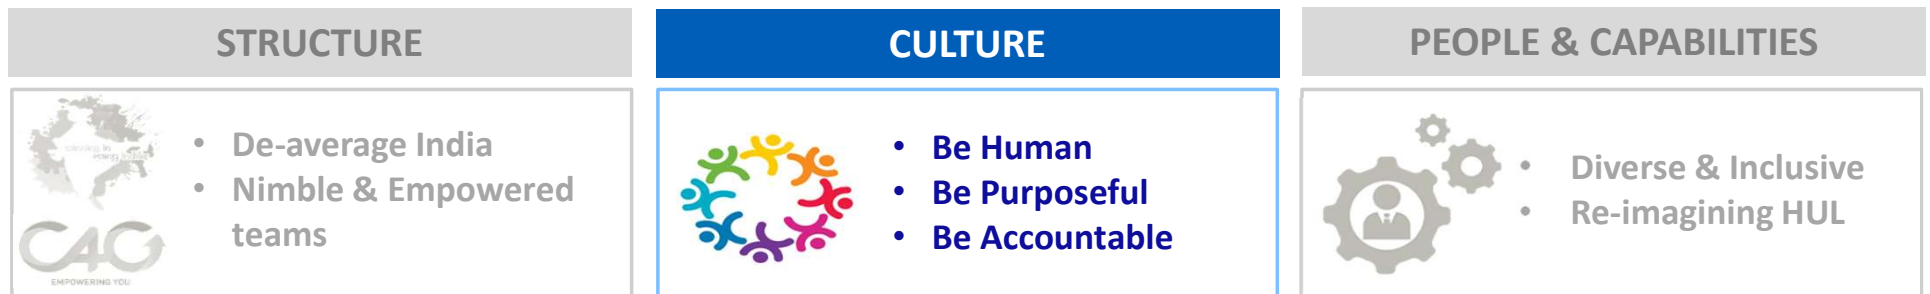 STRUCTURE
CULTURE
PEOPLE & CAPABILITIES
• De-average India
• Nimble & Empowered
teams
C4G
EMPOWERING YOU
• Be Human
• Be Purposeful
• Be Accountable
• Diverse & Inclusive
• Re-imagining HUL